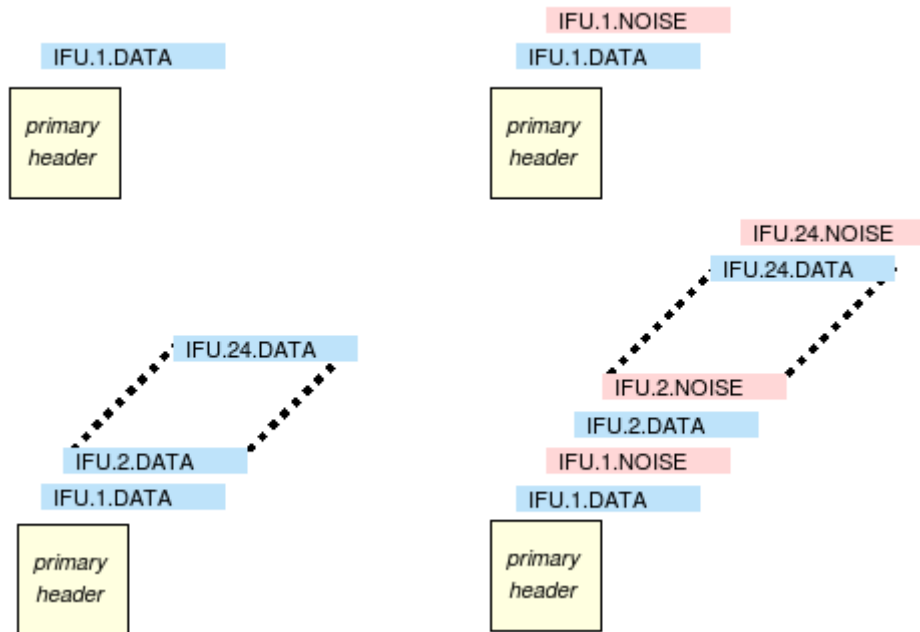 IFU.1.DATA
primary
header
IFU.1.NOISE
IFU.1.DATA
primary
header
IFU.24.DATA
IFU.2.DATA
IFU.1.DATA
primary
header
IFU.24.NOISE
IFU.24.DATA
IFU.2.NOISE
IFU.2.DATA
IFU.1.NOISE
IFU.1.DATA
primary
header